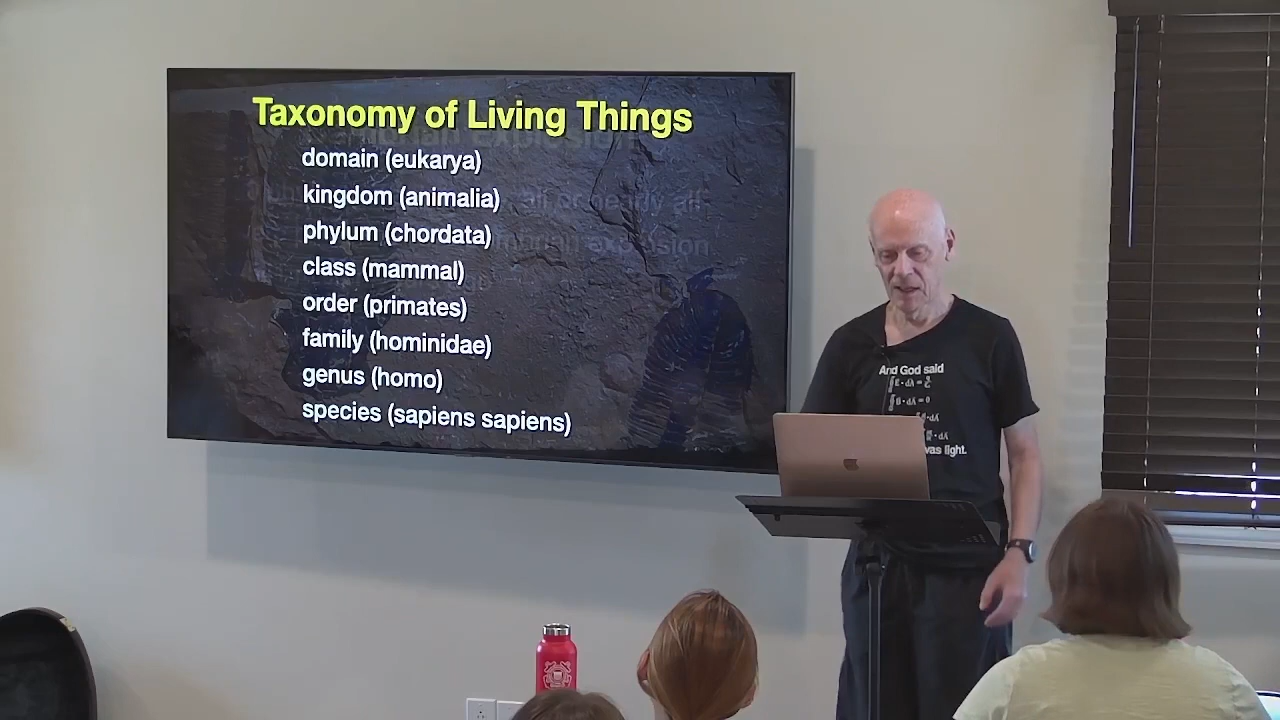 Taxonomy of Living Things
domain (eukarya)
kingdom (animalia)
phylum (chordata)
class (mammal)
order (primates)
family (hominidae)
genus (homo)
species (sapiens sapiens)
And God said
was light.